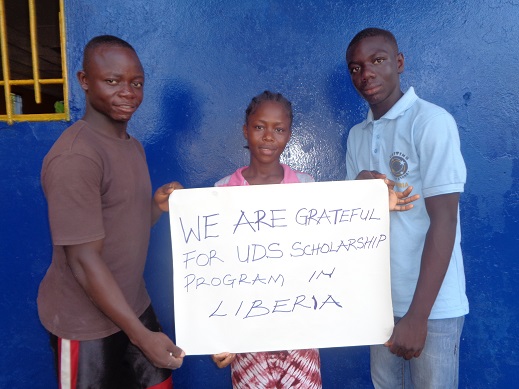 WE ARE GRATEFUL
FOR UDS SCHOLARSHIP
PROGRAM IN
LIBERIA